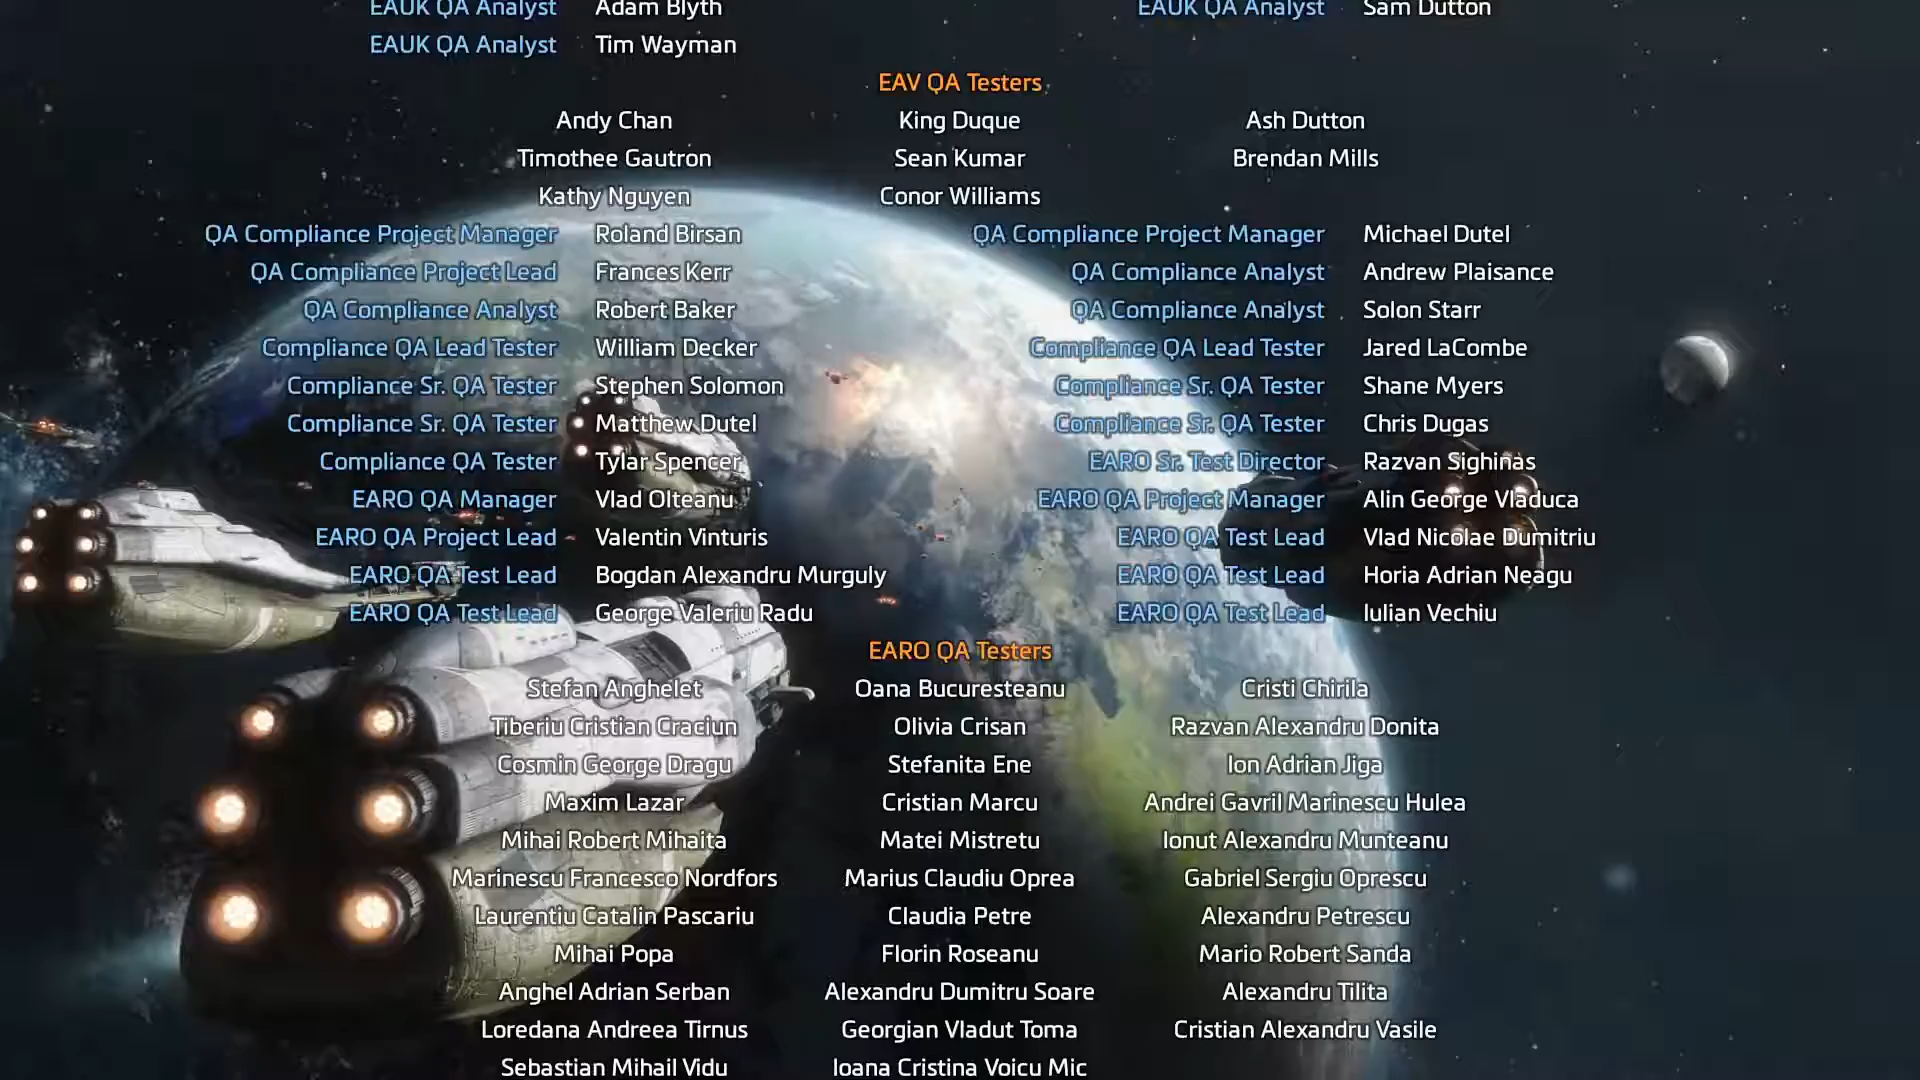 EAUK QA Analyst Adam Blyth EAUK QA Analyst Sam Dutton
EAUK QA Analyst Tim Wayman
EAV QA Testers
Andy Chan King Duque Ash Dutton
Timothee Gautron Sean Kumar Brendan Mills
Kathy Nguyen Conor Williams
QA Compliance Project Manager Roland Birsan QA Compliance Project Manager Michael Dutel
QA Compliance Project Lead Frances Kerr QA Compliance Analyst Andrew Plaisance
QA Compliance Analyst Robert Baker QA Compliance Analyst Solon Starr
Compliance QA Lead Tester William Decker Compliance QA Lead Tester Jared LaCombe
Compliance Sr. QA Tester Stephen Solomon Compliance Sr. QA Tester Shane Myers
Compliance Sr. QA Tester Matthew Dutel Compliance Sr. QA Tester Chris Dugas
Compliance QA Tester Tylar Spencer EARO Sr. Test Director Razvan Sighinas
EARO QA Manager Vlad Olteanu EARO QA Project Manager Alin George Vladuca
EARO QA Project Lead Valentin Vinturis EARO QA Test Lead Vlad Nicolae Dumitriu
EARO QA Test Lead Bogdan Alexandru Murguly EARO QA Test Lead Horia Adrian Neagu
EARO QA Test Lead George Valeriu Radu EARO QA Test Lead Iulian Vechiu
EARO QA Testers
Stefan Anghelet Oana Bucuresteanu Cristi Chirila
Tiberiu Cristian Craciun Olivia Crisan Razvan Alexandru Donita
Cosmin George Dragu Stefanita Ene Ion Adrian Jiga
Maxim Lazar Cristian Marcu Andrei Gavril Marinescu Hulea
Mihai Robert Mihaita Matei Mistretu Ionut Alexandru Munteanu
Marinescu Francesco Nordfors Marius Claudiu Oprea Gabriel Sergiu Oprescu
Laurentiu Catalin Pascariu Claudia Petre Alexandru Petrescu
Mihai Popa Florin Roseanu Mario Robert Sanda
Anghel Adrian Serban Alexandru Dumitru Soare Alexandru Tilita
Loredana Andreea Tirnus Georgian Vladut Toma Cristian Alexandru Vasile
Sebastian Mihail Vidu Ioana Cristina Voicu Mic